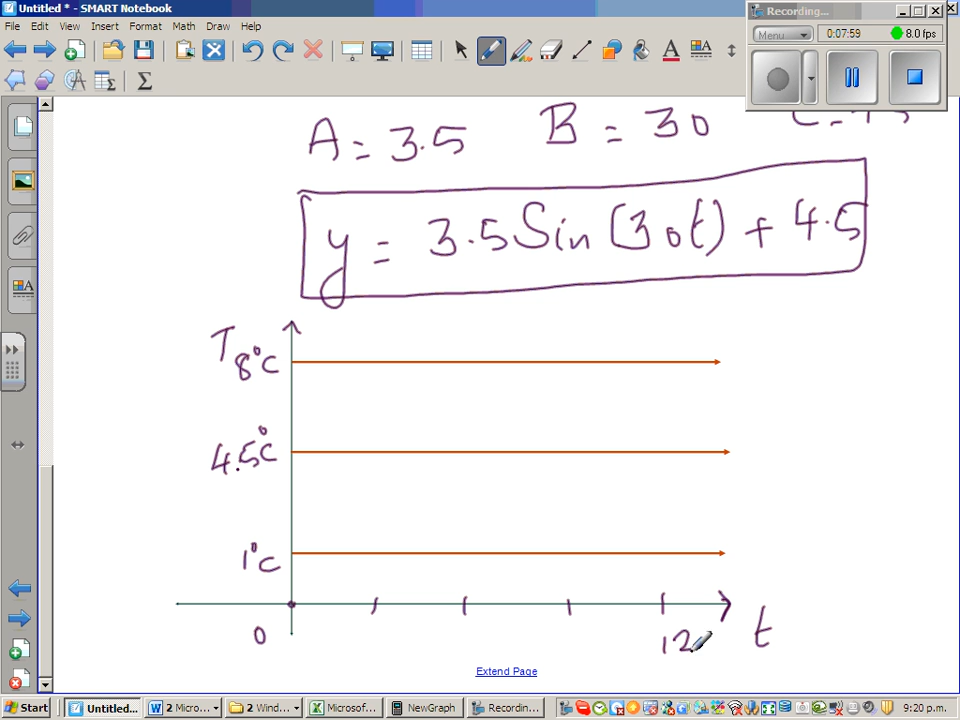 Untitled * - SMART Notebook
File Edit View Insert Format Math Draw Help
Recording...
Menu 0:07:59 8.0 fps
A = 3.5 B = 30
y = 3.5 Sin (30t) + 4.5
T
8°C
4.5°C
1°C
0 12 t
Extend Page
Start Untitled... 2 Micro... 2 Wind... Microsof... NewGraph Recordin... 9:20 p.m.